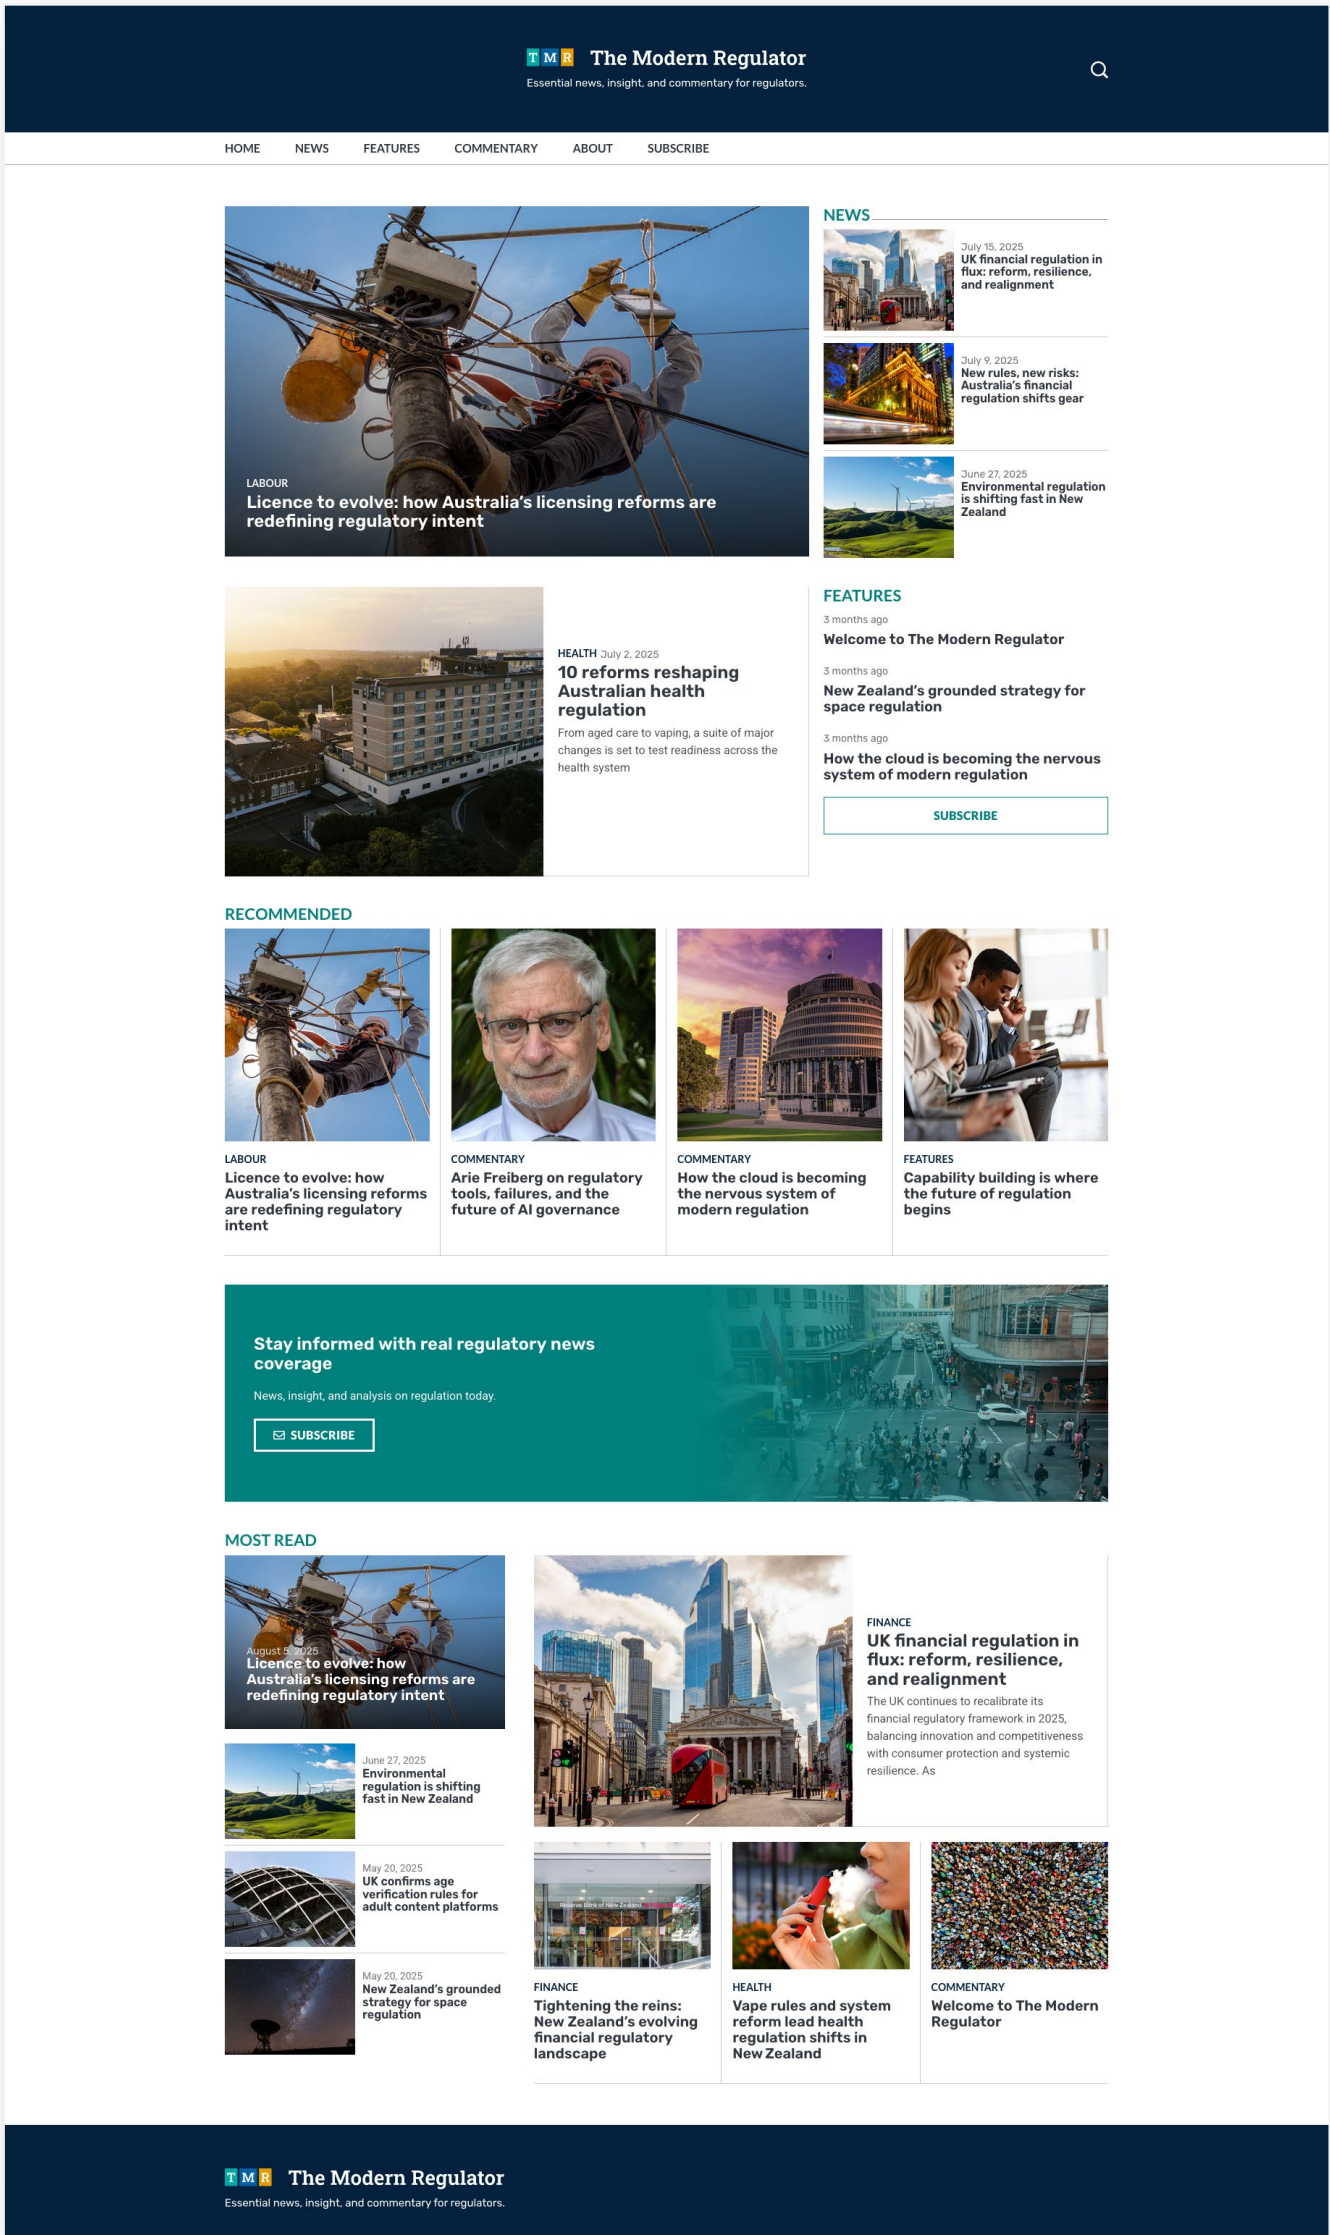 TMR The Modern Regulator
Essential news, insight, and commentary for regulators.
HOME NEWS FEATURES COMMENTARY ABOUT SUBSCRIBE
LABOUR
Licence to evolve: how Australia's licensing reforms are
redefining regulatory intent
NEWS
July 15, 2025
UK financial regulation in
flux: reform, resilience,
and realignment
July 9, 2025
New rules, new risks:
Australia's financial
regulation shifts gear
June 27, 2025
Environmental regulation
is shifting fast in New
Zealand
HEALTH July 2, 2025
10 reforms reshaping
Australian health
regulation
From aged care to vaping, a suite of major
changes is set to test readiness across the
health system
FEATURES
3 months ago
Welcome to The Modern Regulator
3 months ago
New Zealand's grounded strategy for
space regulation
3 months ago
How the cloud is becoming the nervous
system of modern regulation
SUBSCRIBE
RECOMMENDED
LABOUR
Licence to evolve: how
Australia's licensing reforms
are redefining regulatory
intent
COMMENTARY
Arie Freiberg on regulatory
tools, failures, and the
future of AI governance
COMMENTARY
How the cloud is becoming
the nervous system of
modern regulation
FEATURES
Capability building is where
the future of regulation
begins
Stay informed with real regulatory news
coverage
News, insight, and analysis on regulation today.
SUBSCRIBE
MOST READ
August 5, 2025
Licence to evolve: how
Australia's licensing reforms are
redefining regulatory intent
June 27, 2025
Environmental
regulation is shifting
fast in New Zealand
May 20, 2025
UK confirms age
verification rules for
adult content platforms
May 20, 2025
New Zealand's grounded
strategy for space
regulation
FINANCE
UK financial regulation in
flux: reform, resilience,
and realignment
The UK continues to recalibrate its
financial regulatory framework in 2025,
balancing innovation and competitiveness
with consumer protection and systemic
resilience. As
Reserve Bank of New Zealand
FINANCE
Tightening the reins:
New Zealand's evolving
financial regulatory
landscape
HEALTH
Vape rules and system
reform lead health
regulation shifts in
New Zealand
COMMENTARY
Welcome to The Modern
Regulator
TMR The Modern Regulator
Essential news, insight, and commentary for regulators.